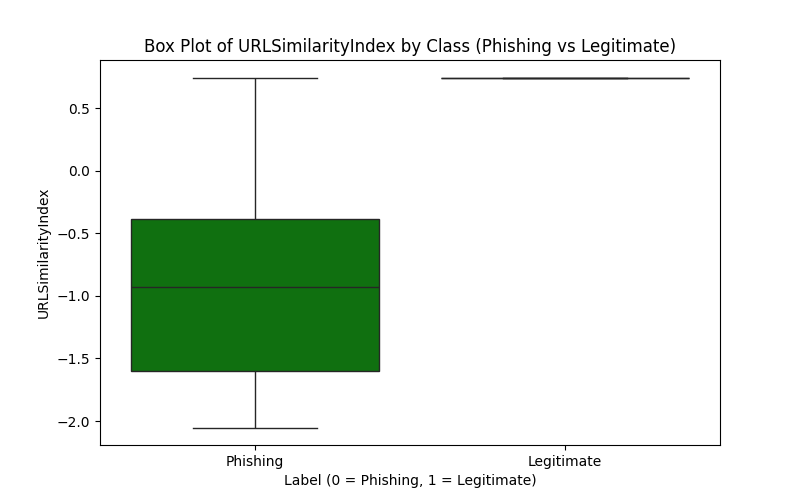 Box Plot of URLSimilarityIndex by Class (Phishing vs Legitimate)
URLSimilarityIndex
0.5
0.0
−0.5
−1.0
−1.5
−2.0
Phishing
Legitimate
Label (0 = Phishing, 1 = Legitimate)